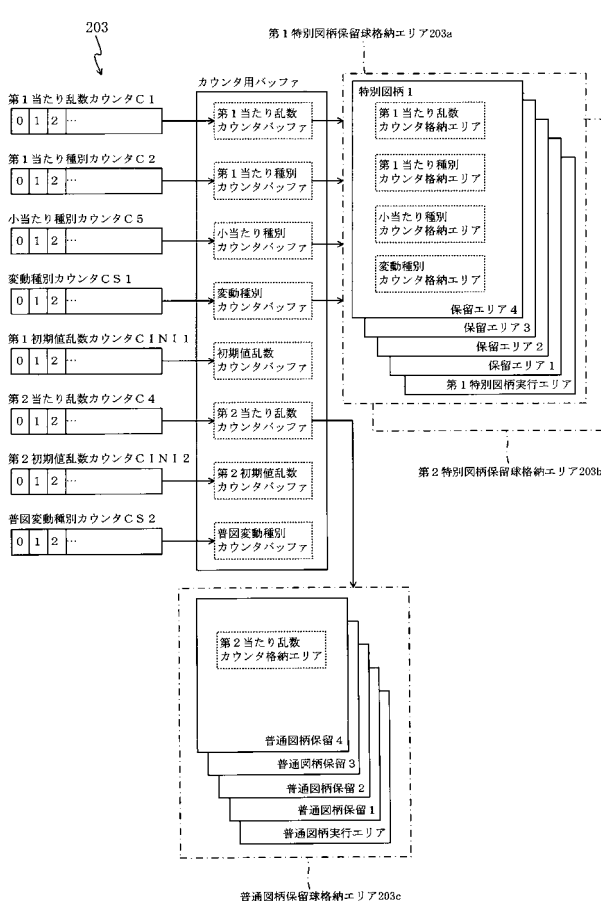 203
第1特別図柄保留球格納エリア203a
カウンタ用バッファ
特別図柄1
第1当たり乱数カウンタC1
0 1 2 …
第1当たり乱数
カウンタバッファ
第1当たり乱数
カウンタ格納エリア
第1当たり種別カウンタC2
0 1 2 …
第1当たり種別
カウンタバッファ
第1当たり種別
カウンタ格納エリア
小当たり種別カウンタC5
0 1 2 …
小当たり種別
カウンタバッファ
小当たり種別
カウンタ格納エリア
変動種別カウンタCS1
0 1 2 …
変動種別
カウンタバッファ
変動種別
カウンタ格納エリア
保留エリア4
保留エリア3
保留エリア2
保留エリア1
第1特別図柄実行エリア
第1初期値乱数カウンタCINI1
0 1 2 …
初期値乱数
カウンタバッファ
第2当たり乱数カウンタC4
0 1 2 …
第2当たり乱数
カウンタバッファ
第2特別図柄保留球格納エリア203b
第2初期値乱数カウンタCINI2
0 1 2 …
第2初期値乱数
カウンタバッファ
普図変動種別カウンタCS2
0 1 2 …
普図変動種別
カウンタバッファ
第2当たり乱数
カウンタ格納エリア
普通図柄保留4
普通図柄保留3
普通図柄保留2
普通図柄保留1
普通図柄実行エリア
普通図柄保留球格納エリア203c